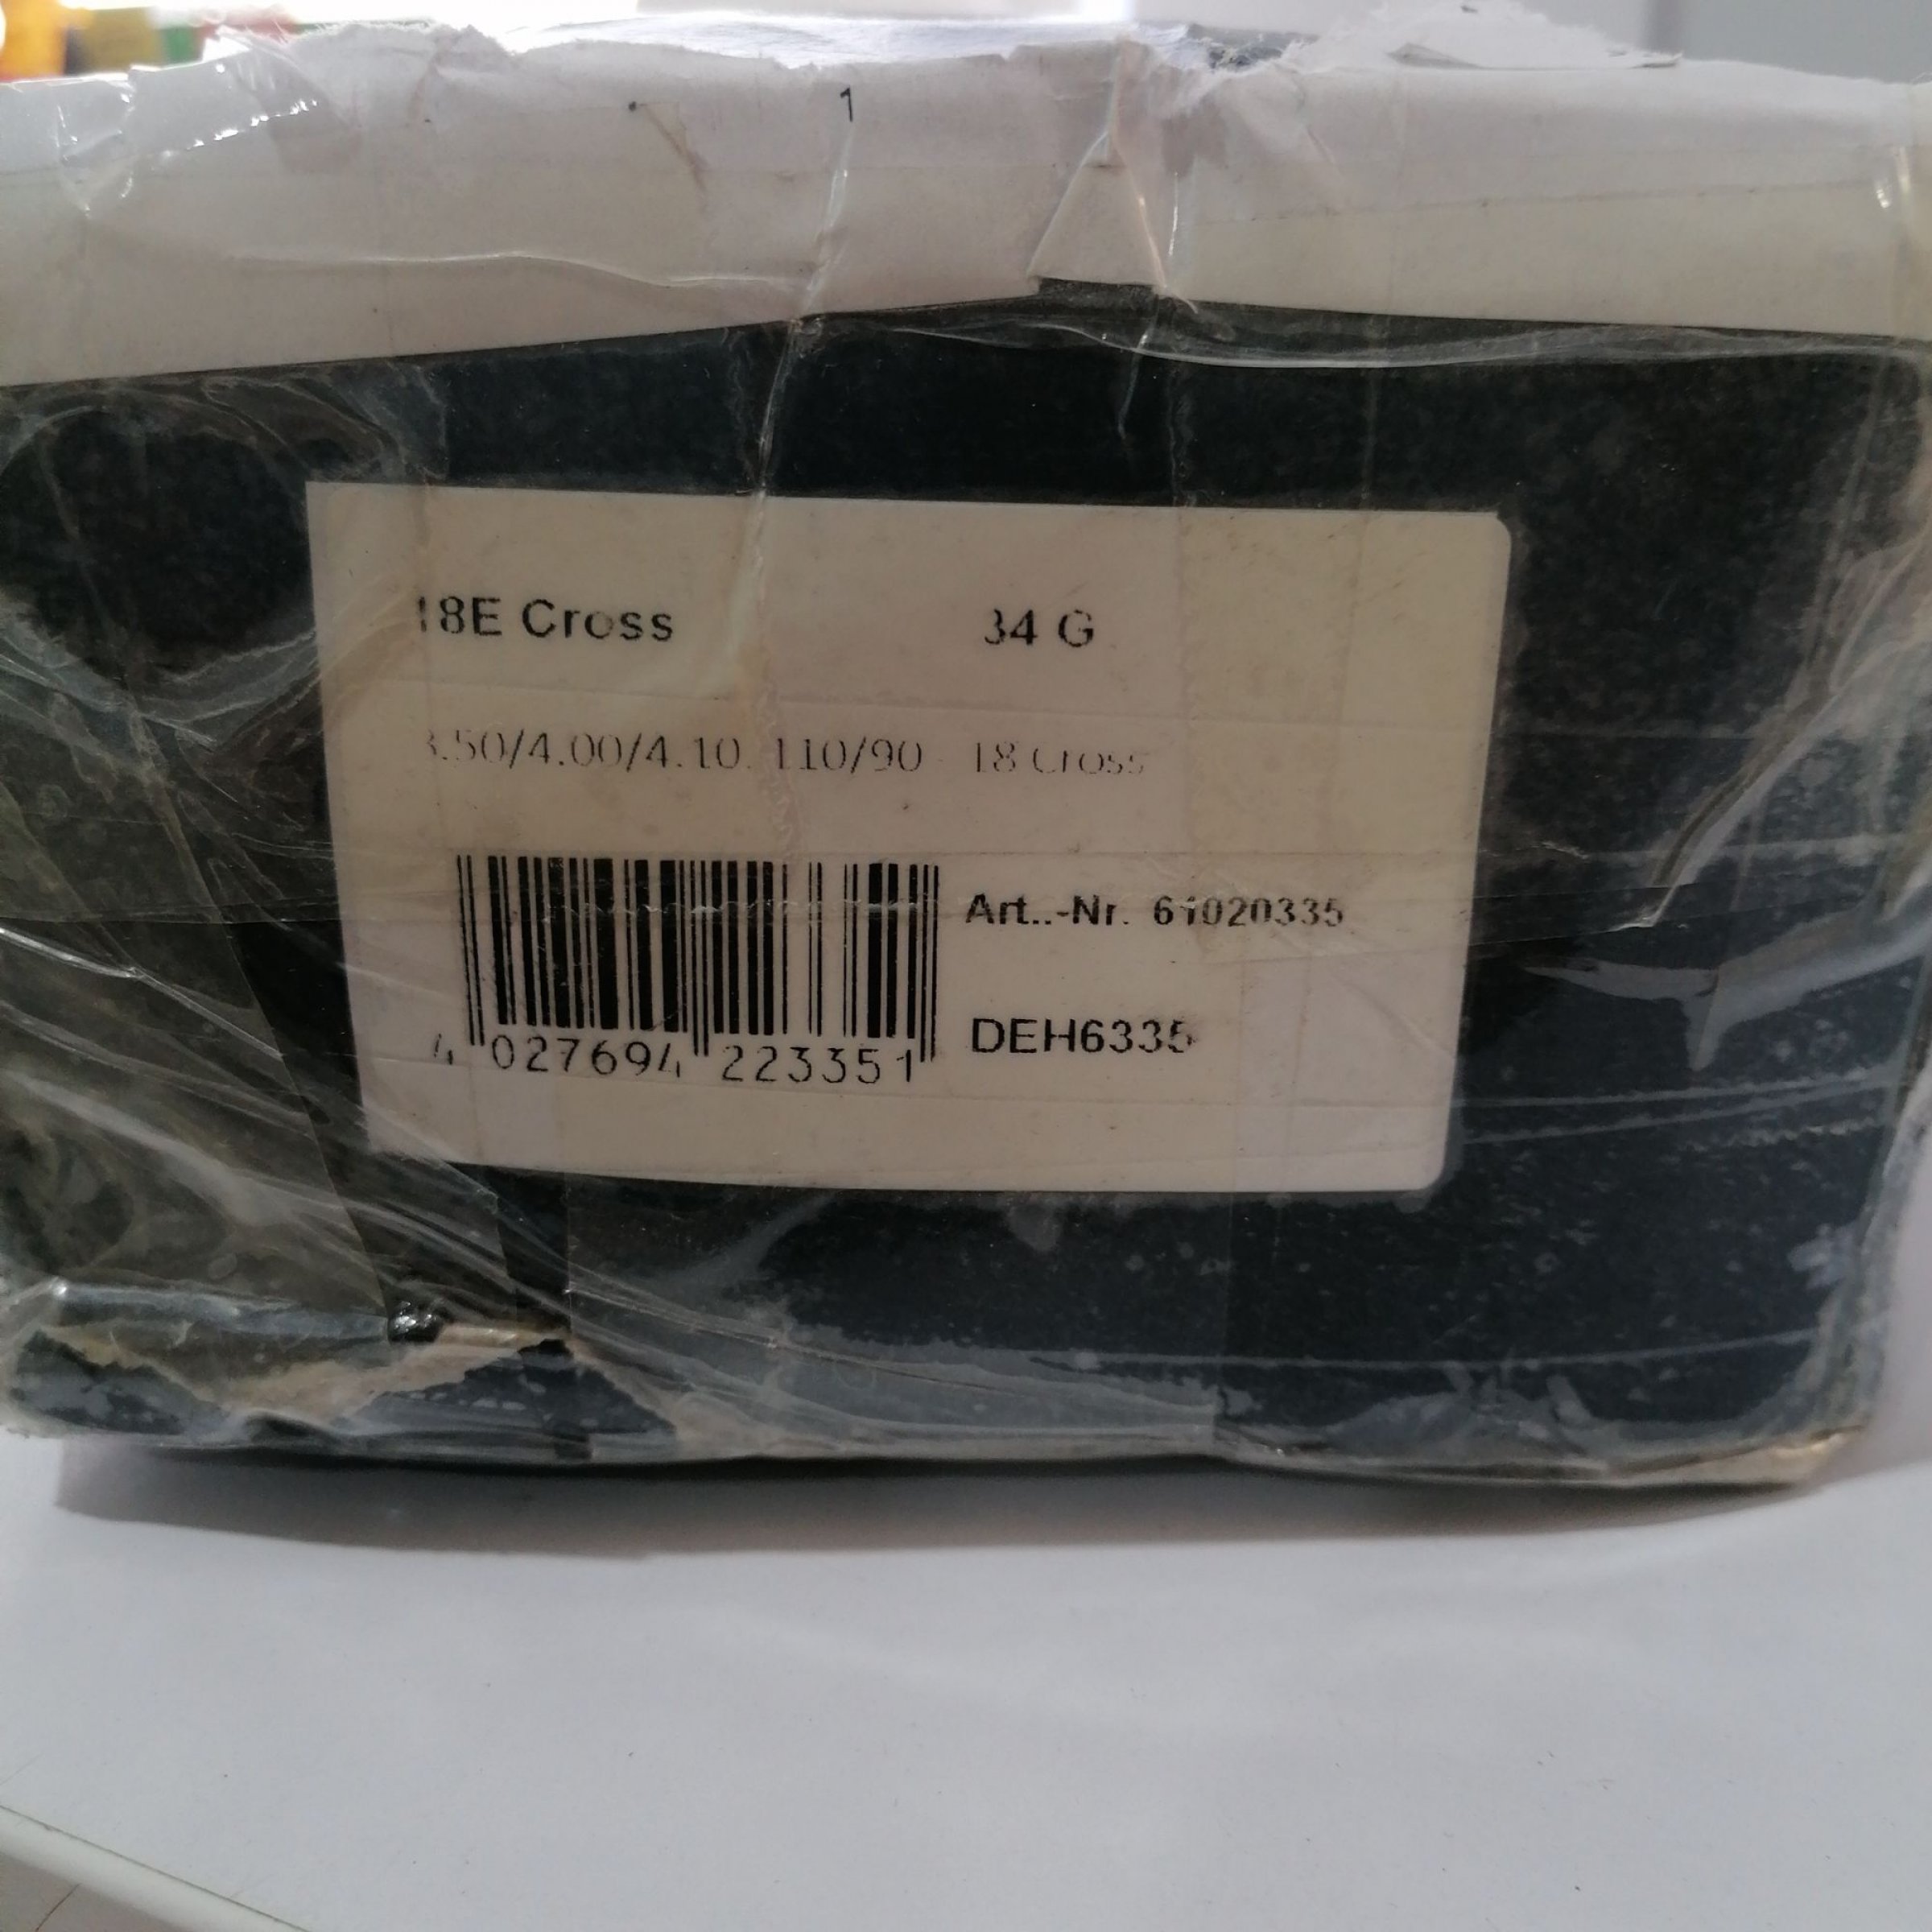 1
18E Cross 34 G
3.50/4.00/4.10, 110/90 - 18 Cross
Art..-Nr. 61020335
DEH6335
4 027694 223351